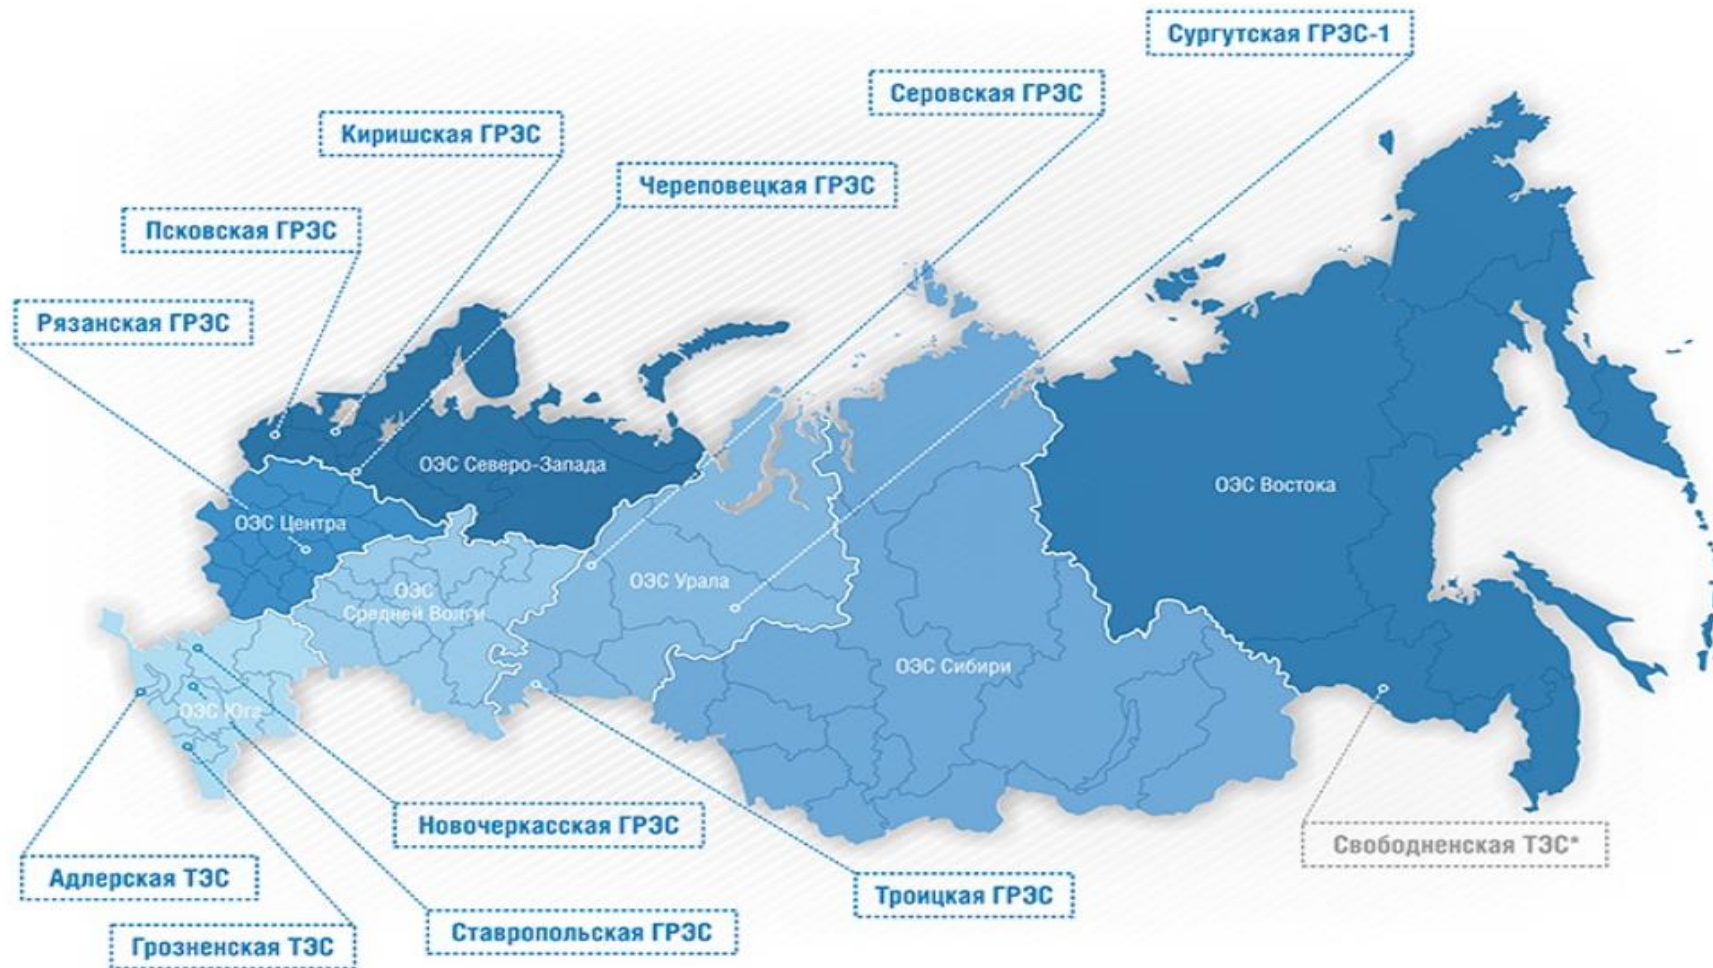 Сургутская ГРЭС-1
Серовская ГРЭС
Киришская ГРЭС
Череповецкая ГРЭС
Псковская ГРЭС
Рязанская ГРЭС
ОЭС Северо-Запада
ОЭС Востока
ОЭС Центра
ОЭС Урала
ОЭС
Средней Волги
ОЭС Сибири
ОЭС Юга
Новочеркасская ГРЭС
Свободненская ТЭС*
Адлерская ТЭС
Троицкая ГРЭС
Ставропольская ГРЭС
Грозненская ТЭС